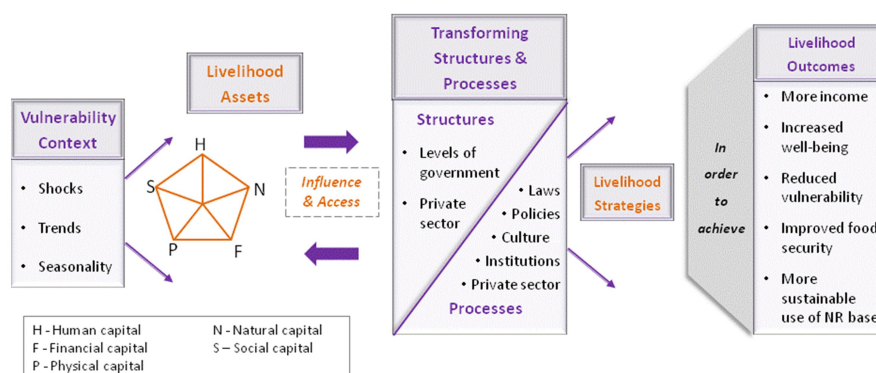 Vulnerability
Context
• Shocks
• Trends
• Seasonality
Livelihood
Assets
H
S
N
P
F
Influence
& Access
Transforming
Structures &
Processes
Structures
• Levels of
government
• Private
sector
• Laws
• Policies
• Culture
• Institutions
• Private sector
Processes
Livelihood
Strategies
In
order
to
achieve
Livelihood
Outcomes
• More income
• Increased
well-being
• Reduced
vulnerability
• Improved food
security
• More
sustainable
use of NR base
H - Human capital
F - Financial capital
P - Physical capital
N - Natural capital
S – Social capital